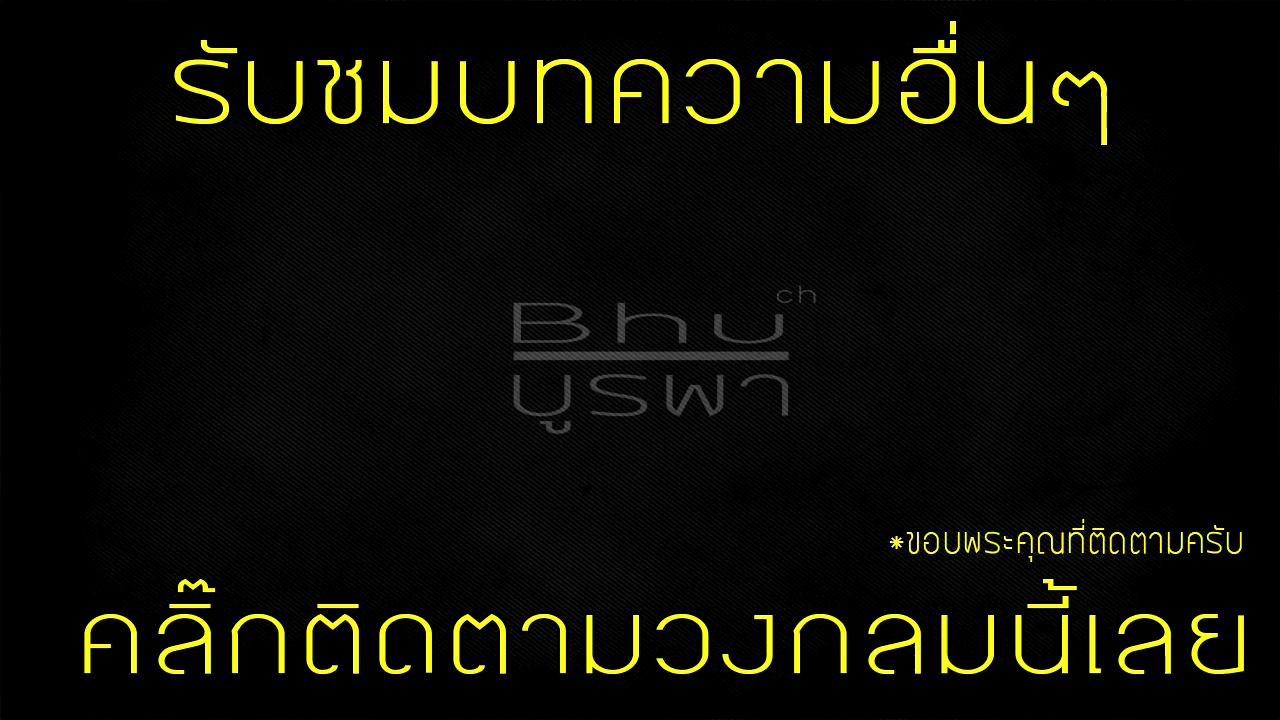 รับชมบทความอื่นๆ
Bhu ch
บูรพา
*ขอบพระคุณที่ติดตามครับ
คลิ๊กติดตามวงกลมนี้เลย